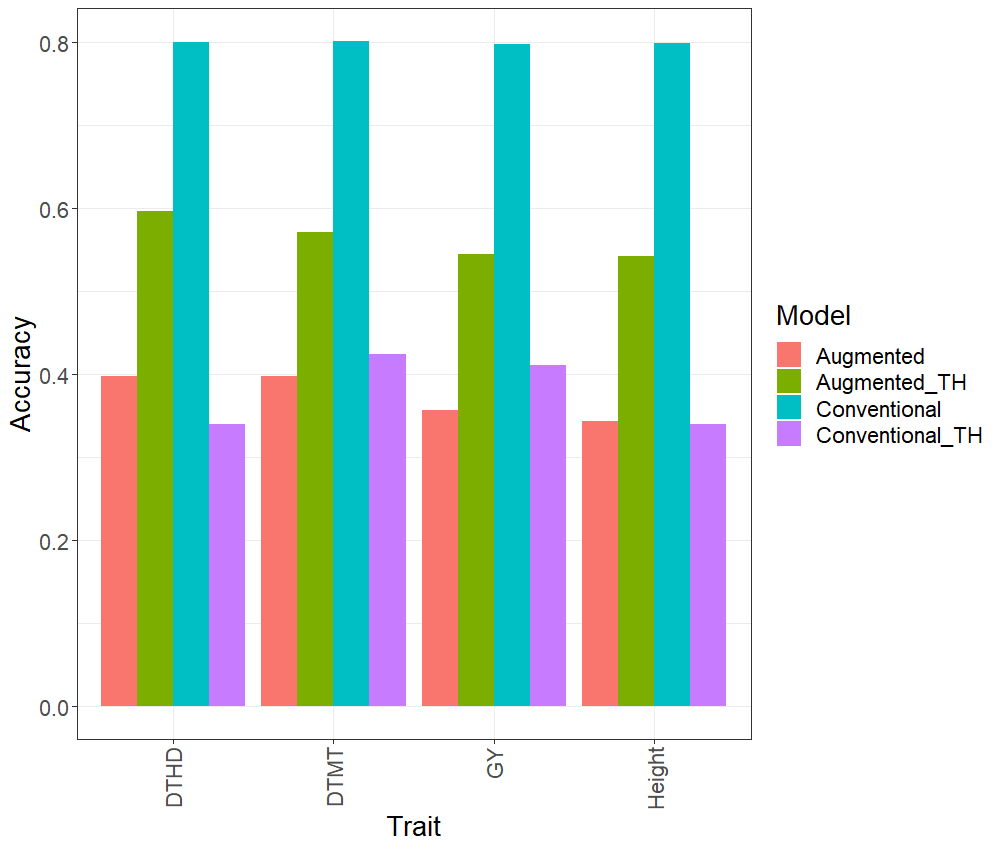 Accuracy
0.8
0.6
0.4
0.2
0.0
DTHD
DTMT
GY
Height
Trait
Model
Augmented
Augmented_TH
Conventional
Conventional_TH